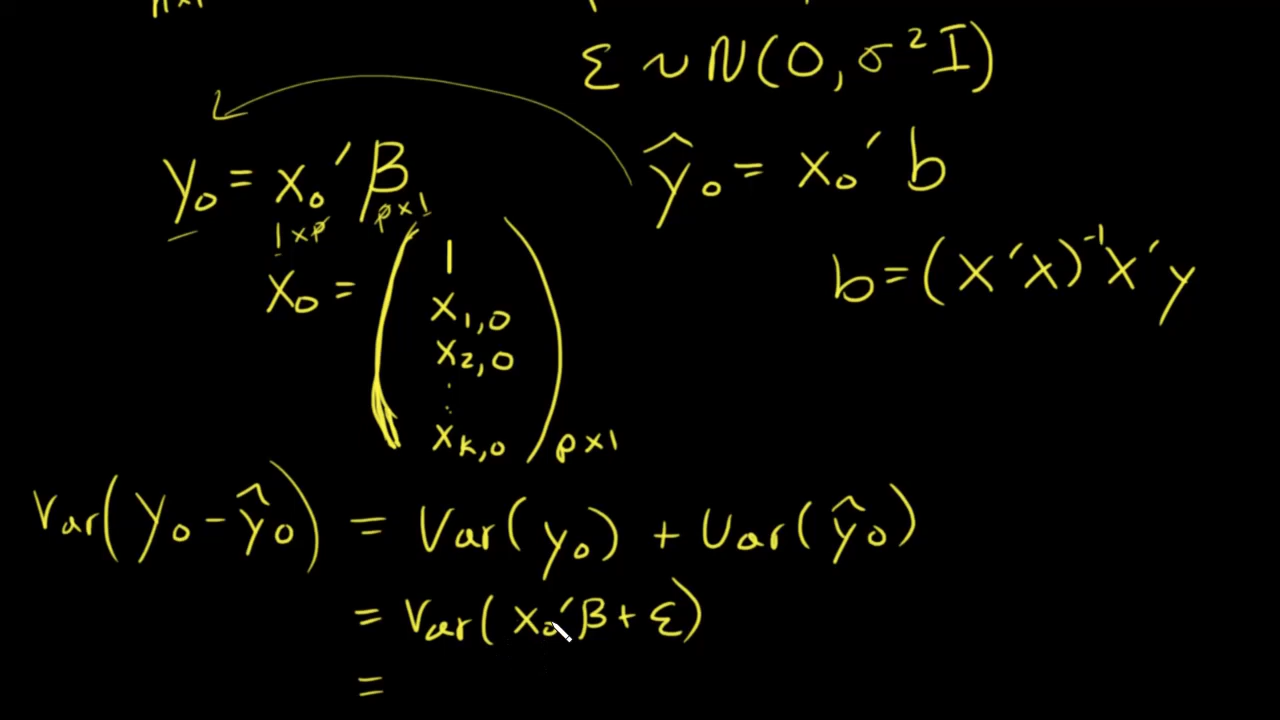 n×1
ε ~ N(0, σ²I)
y₀ = x₀′ β
1×p p×1
ŷ₀ = x₀′ b
b = (X′X)⁻¹X′y
x₀ = ( 1
x₁,₀
x₂,₀
⋮
xₖ,₀ ) p×1
Var(y₀ - ŷ₀) = Var(y₀) + Var(ŷ₀)
= Var(x₀′β + ε)
=